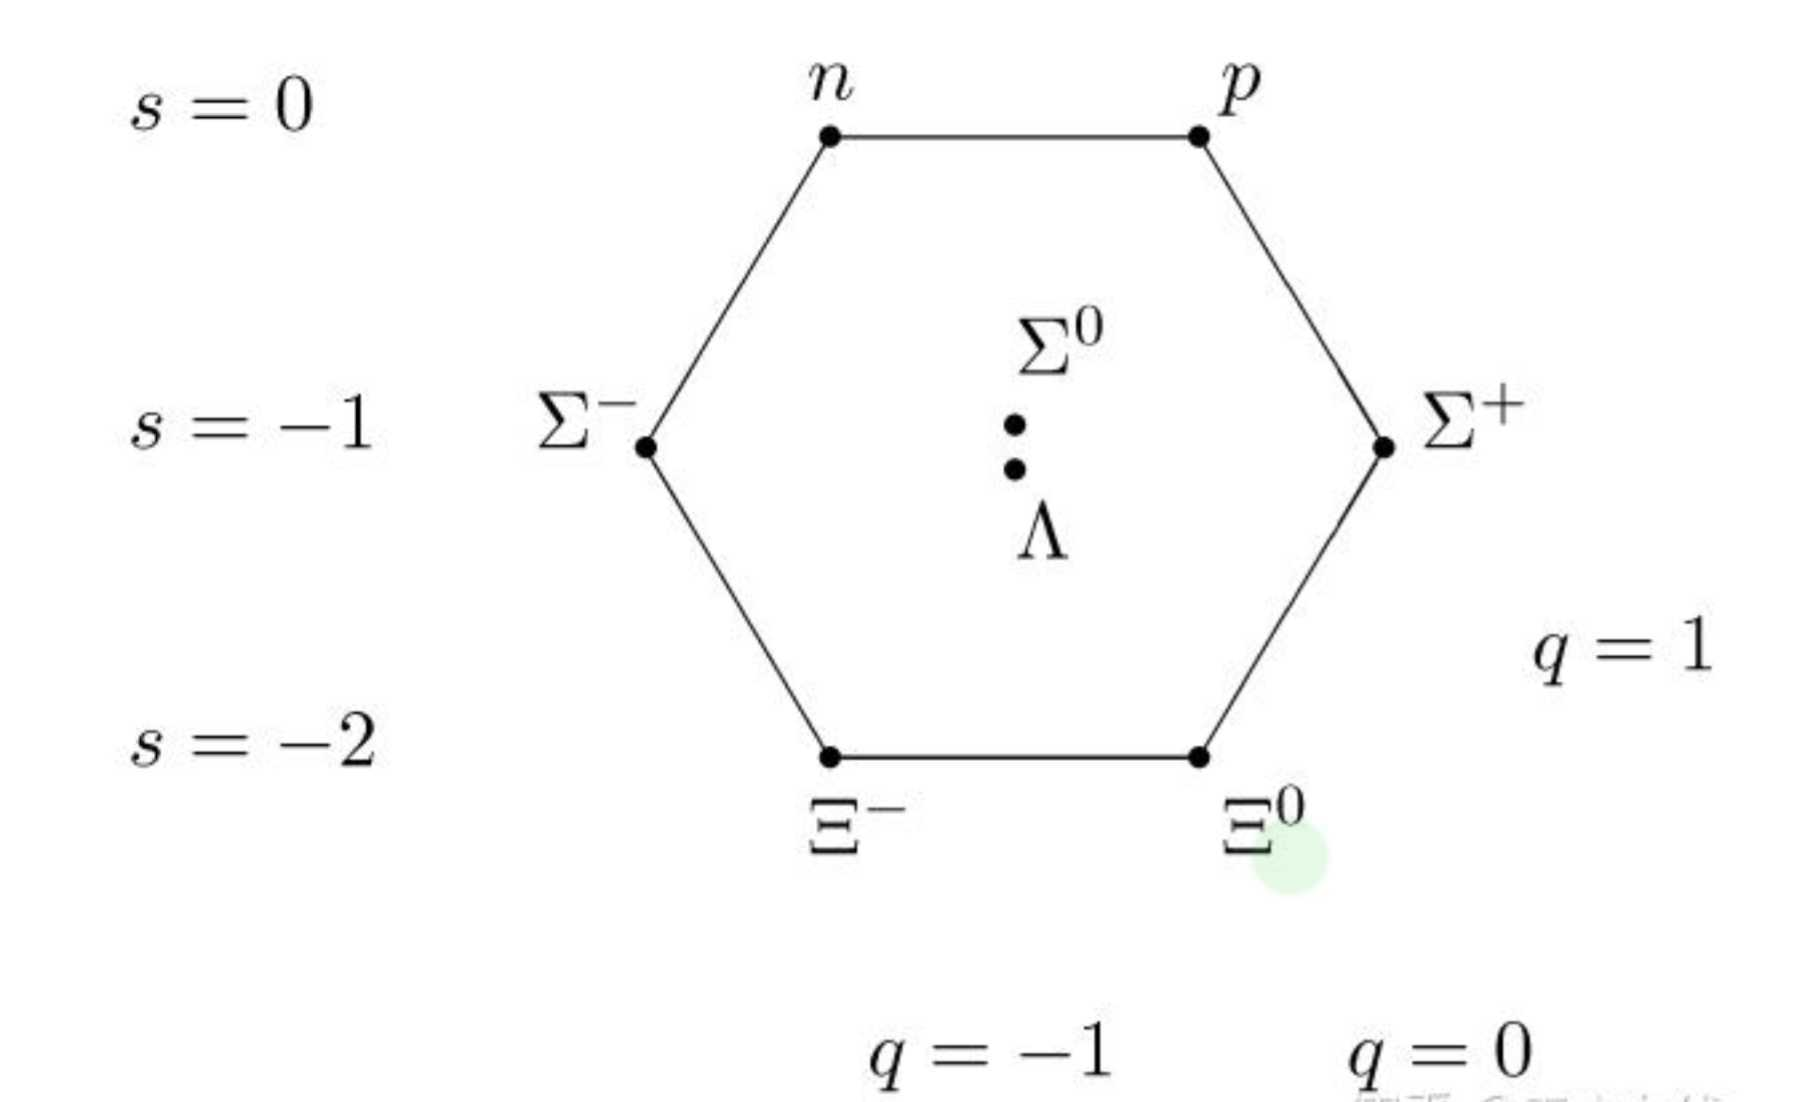 s = 0
n
p
Σ⁰
s = −1
Σ⁻
Σ⁺
Λ
q = 1
s = −2
Ξ⁻
Ξ⁰
q = −1
q = 0